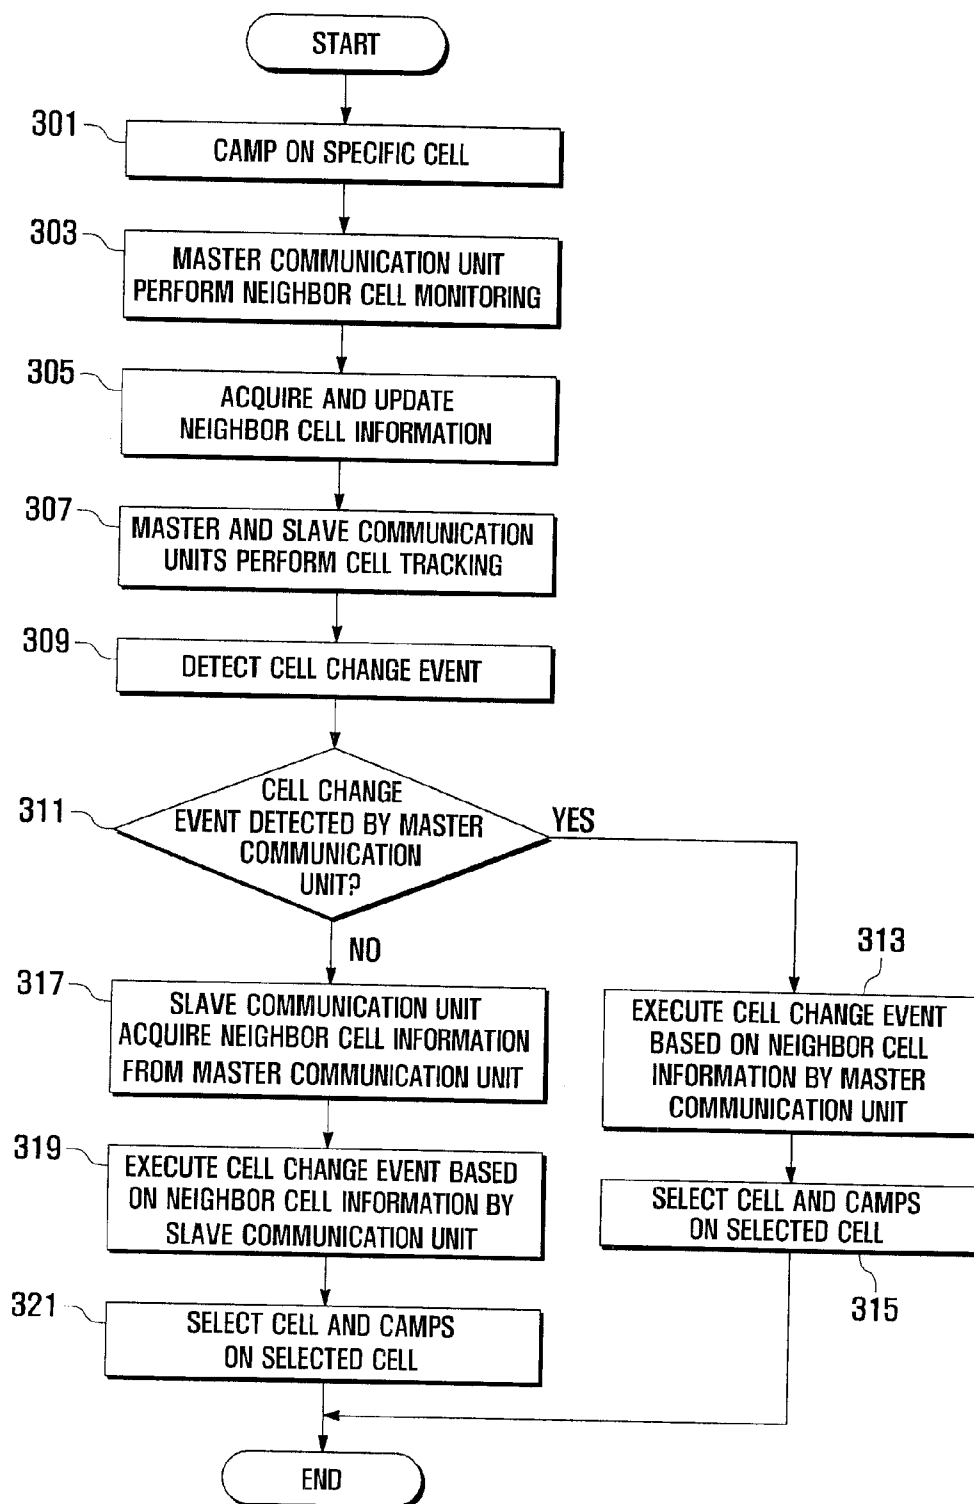 START
301
CAMP ON SPECIFIC CELL
303
MASTER COMMUNICATION UNIT
PERFORM NEIGHBOR CELL MONITORING
305
ACQUIRE AND UPDATE
NEIGHBOR CELL INFORMATION
307
MASTER AND SLAVE COMMUNICATION
UNITS PERFORM CELL TRACKING
309
DETECT CELL CHANGE EVENT
311
CELL CHANGE
EVENT DETECTED BY MASTER
COMMUNICATION
UNIT?
YES
NO
313
EXECUTE CELL CHANGE EVENT
BASED ON NEIGHBOR CELL
INFORMATION BY MASTER
COMMUNICATION UNIT
SELECT CELL AND CAMPS
ON SELECTED CELL
315
317
SLAVE COMMUNICATION UNIT
ACQUIRE NEIGHBOR CELL INFORMATION
FROM MASTER COMMUNICATION UNIT
319
EXECUTE CELL CHANGE EVENT BASED
ON NEIGHBOR CELL INFORMATION BY
SLAVE COMMUNICATION UNIT
321
SELECT CELL AND CAMPS
ON SELECTED CELL
END